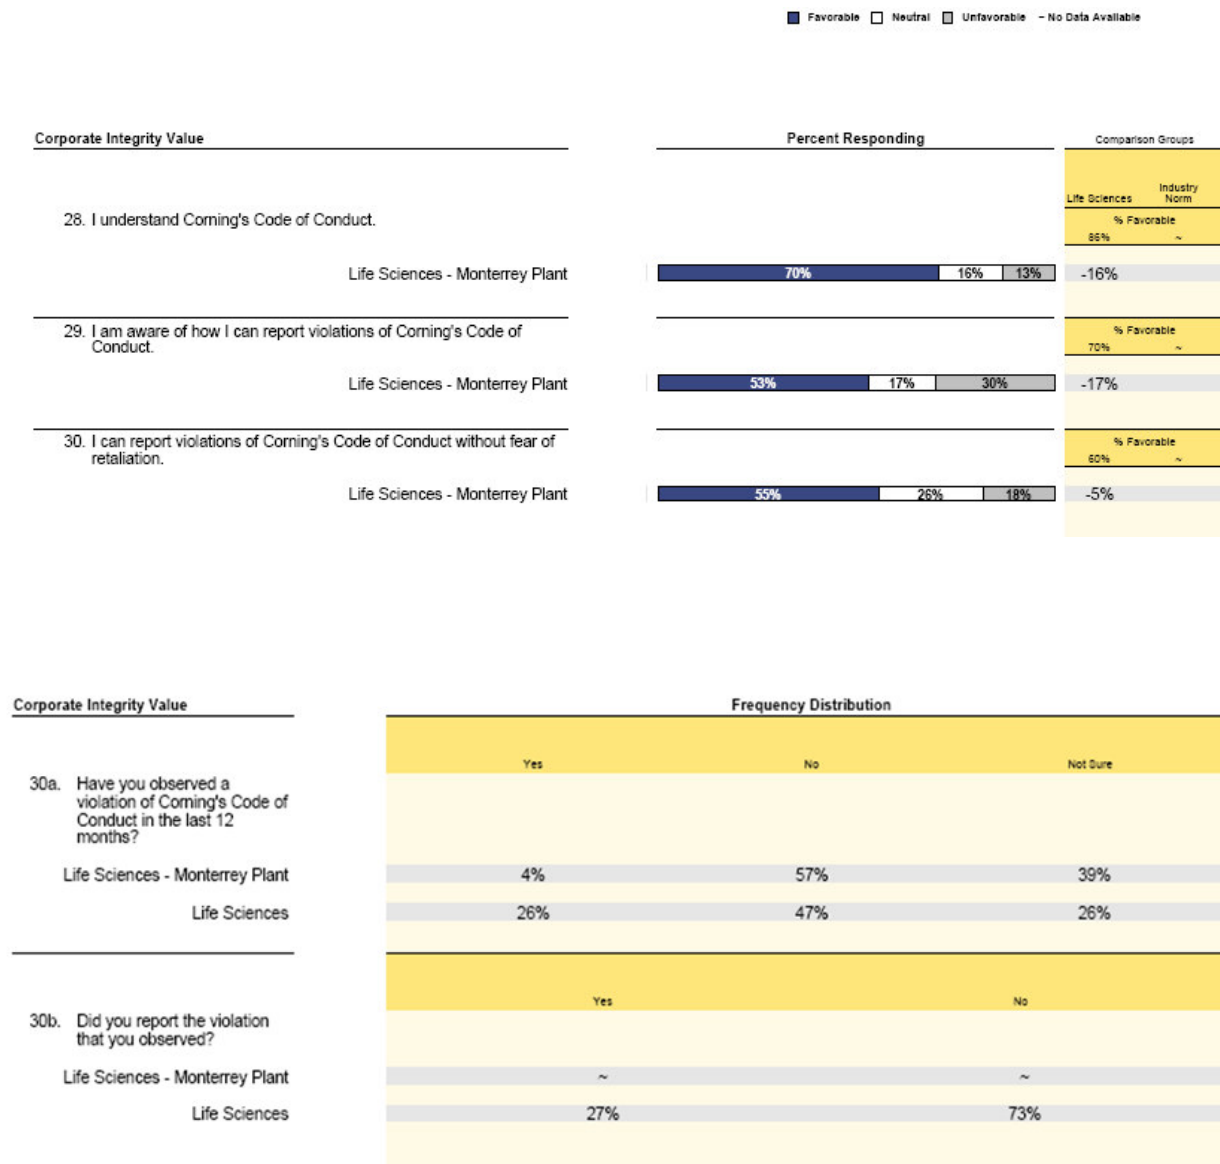 Favorable Neutral Unfavorable ~ No Data Available
Corporate Integrity Value Percent Responding Comparison Groups
Life Sciences Industry Norm
28. I understand Corning's Code of Conduct.
% Favorable
86% ~
Life Sciences - Monterrey Plant 70% 16% 13% -16%
29. I am aware of how I can report violations of Corning's Code of
Conduct.
% Favorable
70% ~
Life Sciences - Monterrey Plant 53% 17% 30% -17%
30. I can report violations of Corning's Code of Conduct without fear of
retaliation.
% Favorable
60% ~
Life Sciences - Monterrey Plant 55% 26% 18% -5%
Corporate Integrity Value Frequency Distribution
Yes No Not Sure
30a. Have you observed a
violation of Corning's Code of
Conduct in the last 12
months?
Life Sciences - Monterrey Plant 4% 57% 39%
Life Sciences 26% 47% 26%
Yes No
30b. Did you report the violation
that you observed?
Life Sciences - Monterrey Plant ~ ~
Life Sciences 27% 73%